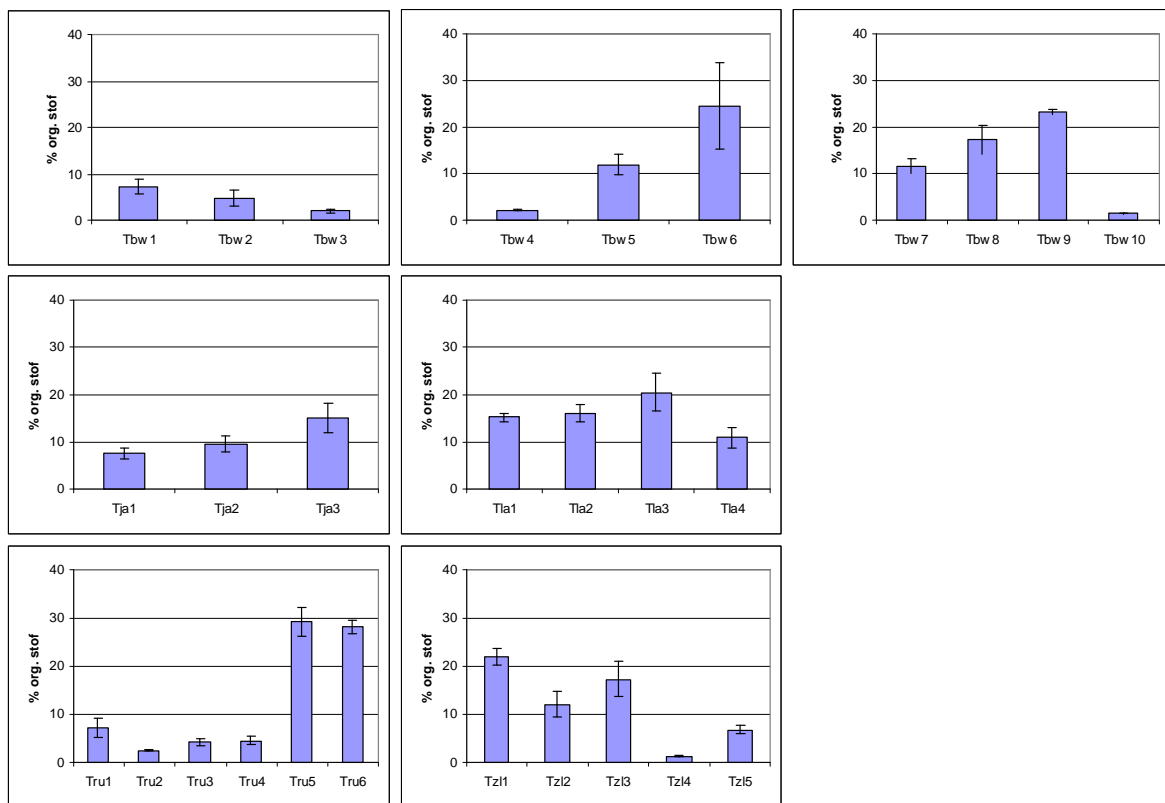 40
30
20
10
0
% org. stof
Tbw 1 Tbw 2 Tbw 3
40
30
20
10
0
% org. stof
Tbw 4 Tbw 5 Tbw 6
40
30
20
10
0
% org. stof
Tbw 7 Tbw 8 Tbw 9 Tbw 10
40
30
20
10
0
% org. stof
Tja1 Tja2 Tja3
40
30
20
10
0
% org. stof
Tla1 Tla2 Tla3 Tla4
40
30
20
10
0
% org. stof
Tru1 Tru2 Tru3 Tru4 Tru5 Tru6
40
30
20
10
0
% org. stof
Tzl1 Tzl2 Tzl3 Tzl4 Tzl5